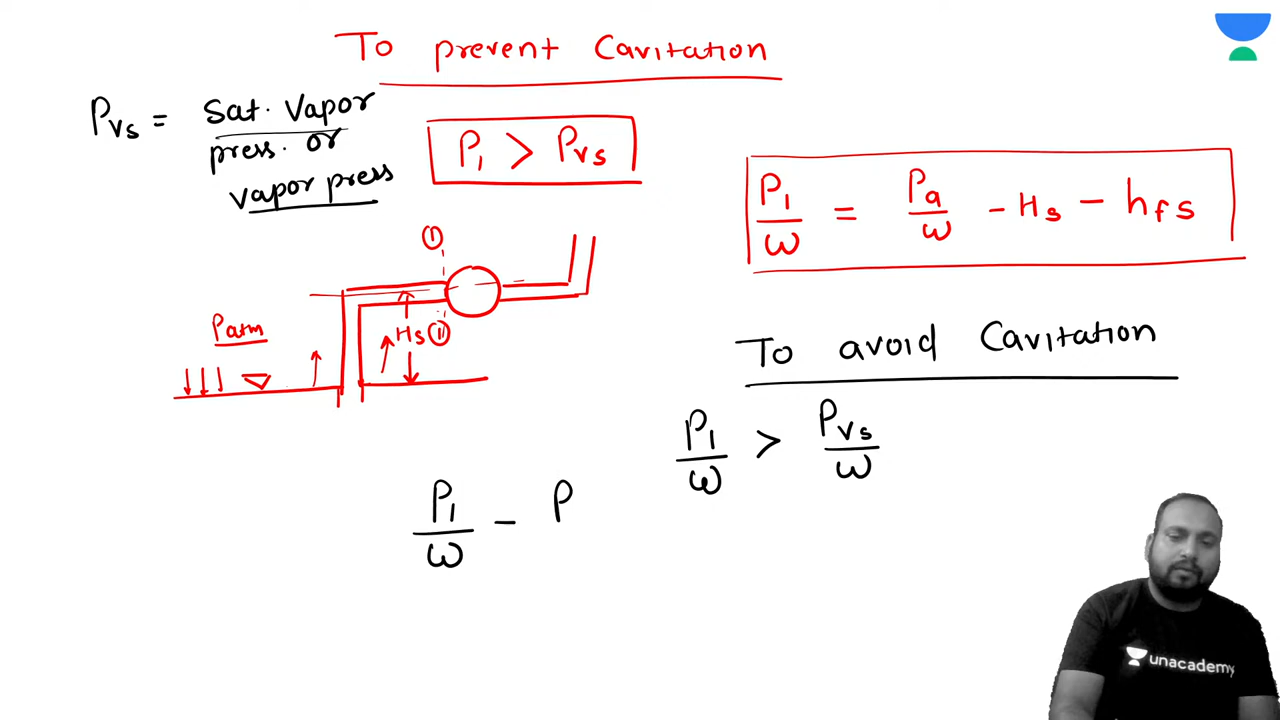 To prevent Cavitation
Pvs = Sat. Vapor
press. or
vapor press
P1 > Pvs
P1/ω = Pa/ω - Hs - hfs
①
Patm
Hs ①
To avoid Cavitation
P1/ω > Pvs/ω
P1/ω - P
unacademy